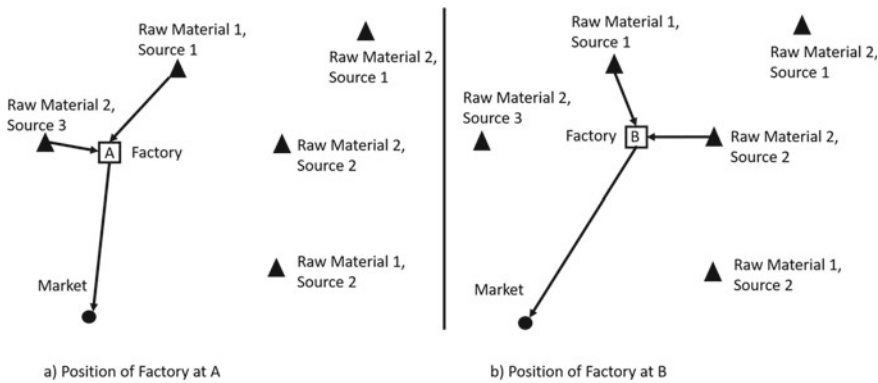 Raw Material 1,
Source 1
Raw Material 2,
Source 1
Raw Material 2,
Source 3
A
Factory
Raw Material 2,
Source 2
Raw Material 1,
Source 2
Market
a) Position of Factory at A
Raw Material 1,
Source 1
Raw Material 2,
Source 1
Raw Material 2,
Source 3
Factory
B
Raw Material 2,
Source 2
Raw Material 1,
Source 2
Market
b) Position of Factory at B